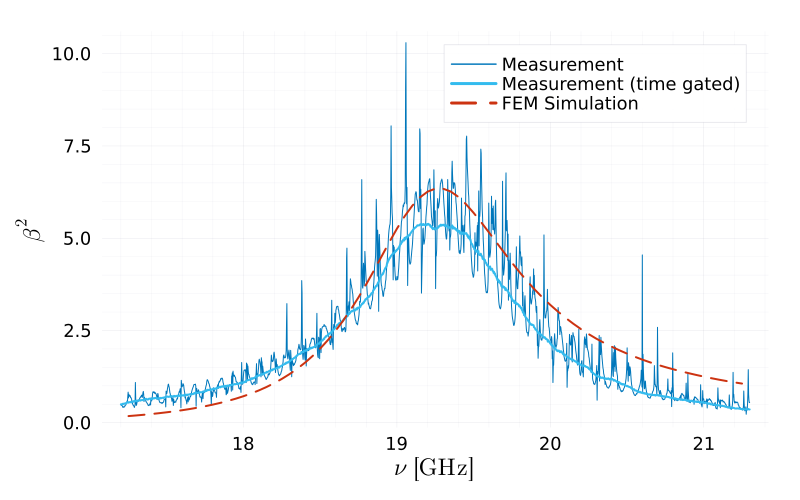 10.0
7.5
5.0
2.5
0.0
β²
Measurement
Measurement (time gated)
FEM Simulation
18 19 20 21
ν [GHz]